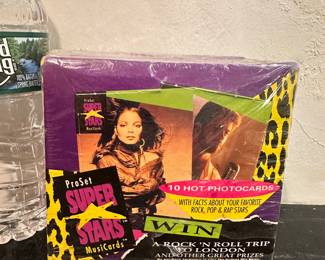 ProSet
SUPER
STARS
MusiCards
10 HOT PHOTOCARDS
WITH FACTS ABOUT YOUR FAVORITE
ROCK, POP & RAP STARS
ProSet
SUPER
STARS
MusiCards
WIN
A ROCK 'N ROLL TRIP
TO LONDON
AND OTHER GREAT PRIZES